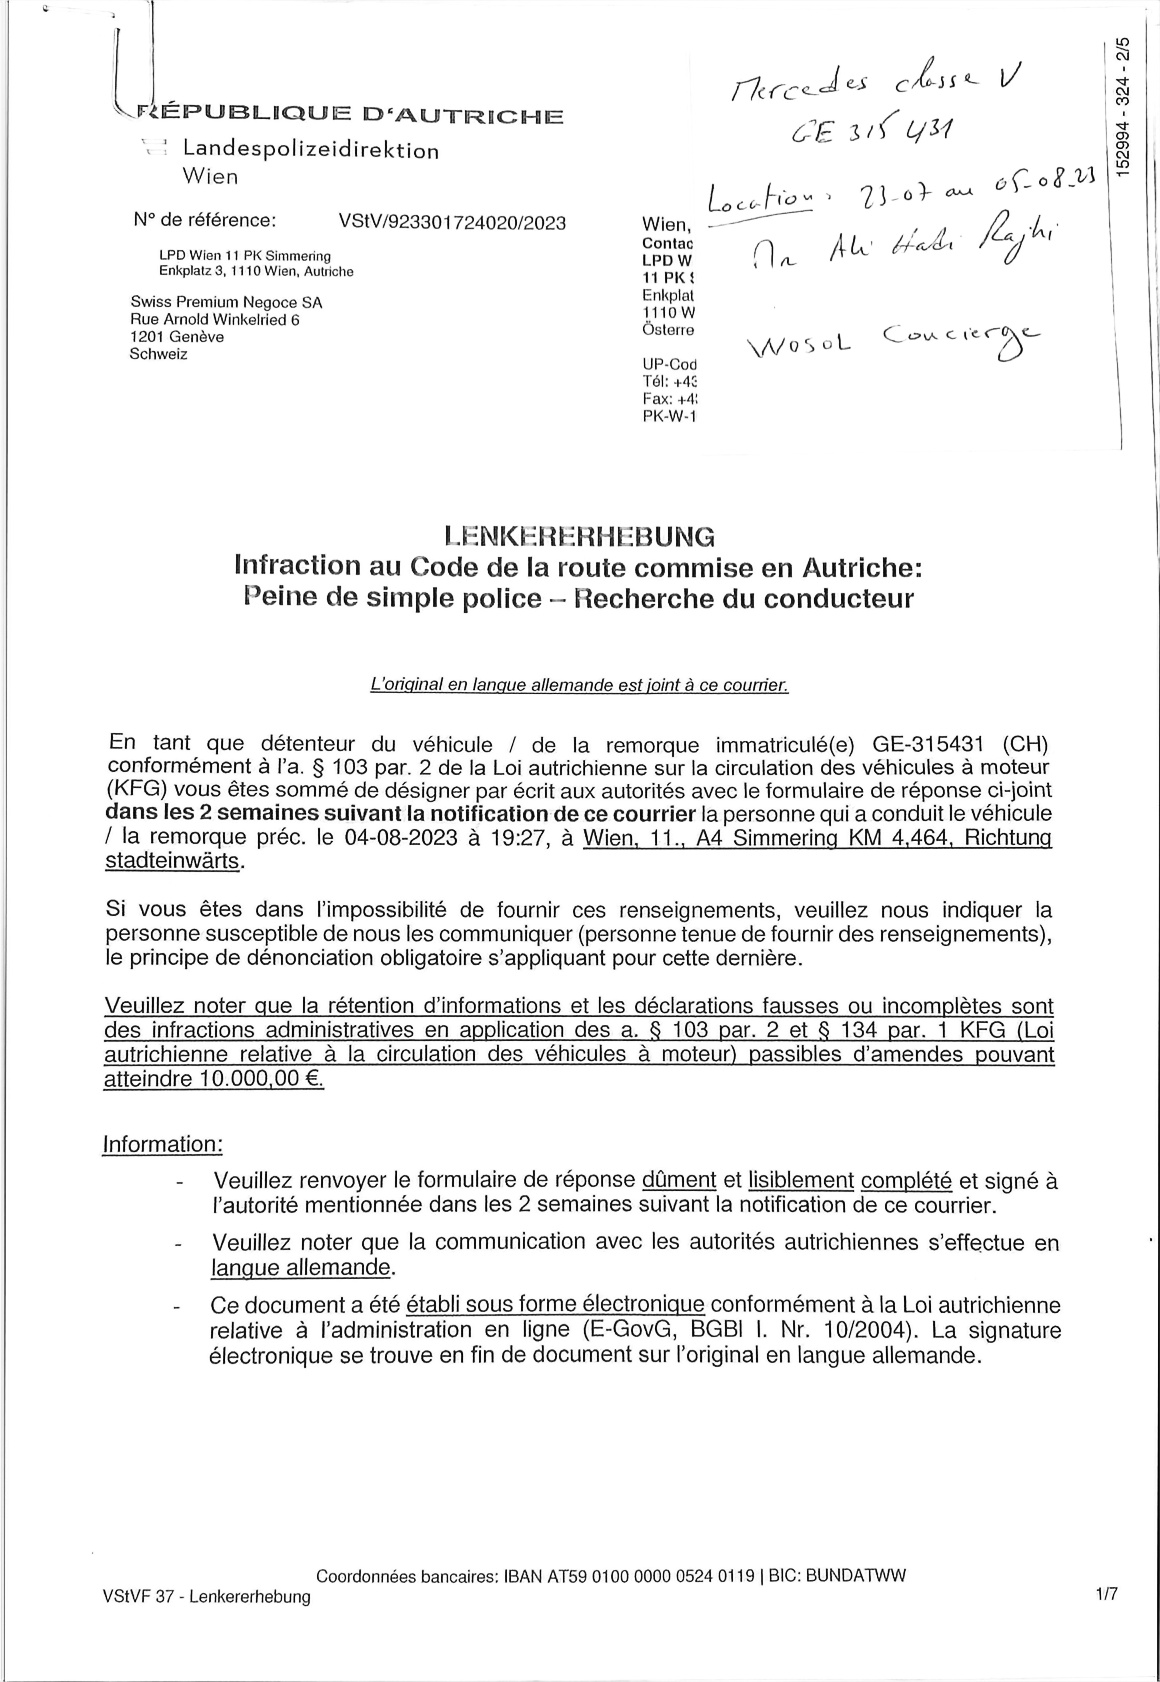 RÉPUBLIQUE D'AUTRICHE
Landespolizeidirektion
Wien
N° de référence: VStV/923301724020/2023
LPD Wien 11 PK Simmering
Enkplatz 3, 1110 Wien, Autriche
Swiss Premium Negoce SA
Rue Arnold Winkelried 6
1201 Genève
Schweiz
Wien,
Contac
LPD W
11 PK S
Enkplat
1110 W
Österre
UP-Cod
Tél: +43
Fax: +4
PK-W-1
Mercedes classe V
GE 315 431
Location: 23-07 au 05-08-23
Mr Ali Hadi Rajhi
WOSOL Concierge
152994 - 324 - 2/5
LENKERERHEBUNG
Infraction au Code de la route commise en Autriche:
Peine de simple police – Recherche du conducteur
L'original en langue allemande est joint à ce courrier.
En tant que détenteur du véhicule / de la remorque immatriculé(e) GE-315431 (CH)
conformément à l'a. § 103 par. 2 de la Loi autrichienne sur la circulation des véhicules à moteur
(KFG) vous êtes sommé de désigner par écrit aux autorités avec le formulaire de réponse ci-joint
dans les 2 semaines suivant la notification de ce courrier la personne qui a conduit le véhicule
/ la remorque préc. le 04-08-2023 à 19:27, à Wien, 11., A4 Simmering KM 4,464, Richtung
stadteinwärts.
Si vous êtes dans l'impossibilité de fournir ces renseignements, veuillez nous indiquer la
personne susceptible de nous les communiquer (personne tenue de fournir des renseignements),
le principe de dénonciation obligatoire s'appliquant pour cette dernière.
Veuillez noter que la rétention d'informations et les déclarations fausses ou incomplètes sont
des infractions administratives en application des a. § 103 par. 2 et § 134 par. 1 KFG (Loi
autrichienne relative à la circulation des véhicules à moteur) passibles d'amendes pouvant
atteindre 10.000,00 €.
Information:
- Veuillez renvoyer le formulaire de réponse dûment et lisiblement complété et signé à
l'autorité mentionnée dans les 2 semaines suivant la notification de ce courrier.
- Veuillez noter que la communication avec les autorités autrichiennes s'effectue en
langue allemande.
- Ce document a été établi sous forme électronique conformément à la Loi autrichienne
relative à l'administration en ligne (E-GovG, BGBl I. Nr. 10/2004). La signature
électronique se trouve en fin de document sur l'original en langue allemande.
Coordonnées bancaires: IBAN AT59 0100 0000 0524 0119 | BIC: BUNDATWW
VStVF 37 - Lenkererhebung
1/7